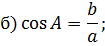 б) cos A = b/a;